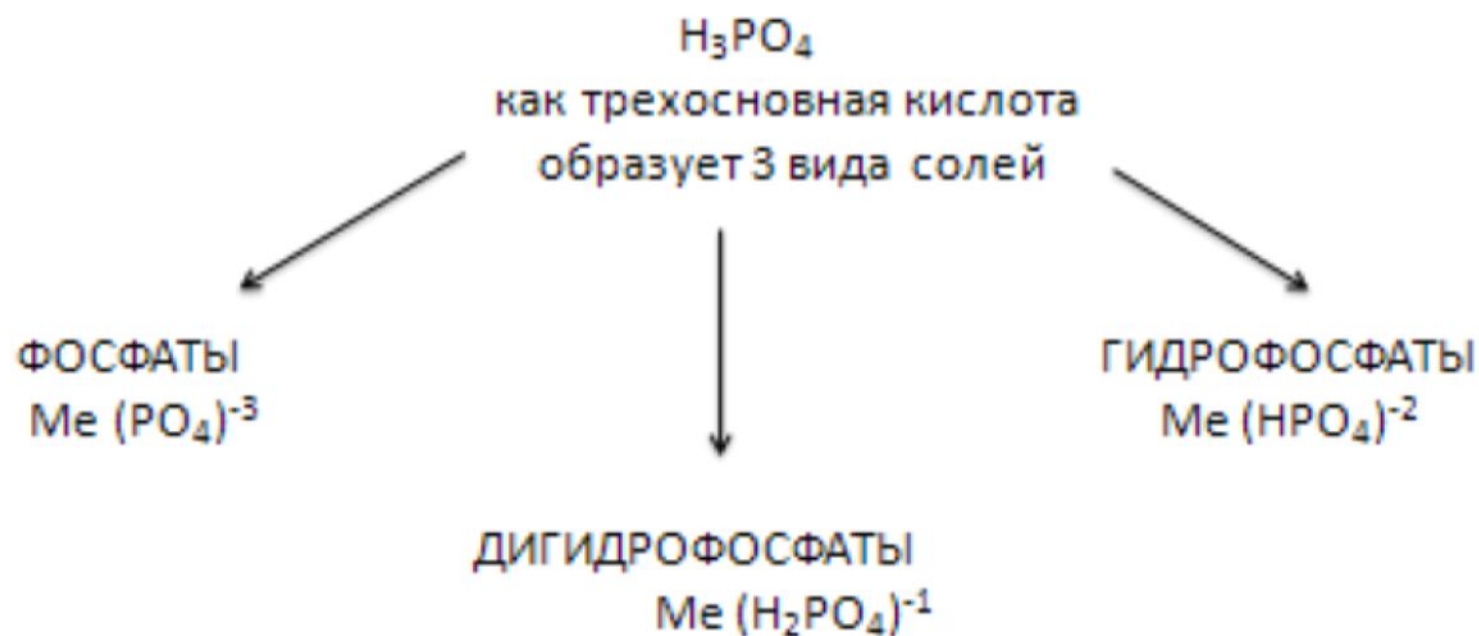 H₃PO₄
как трехосновная кислота
образует 3 вида солей
ФОСФАТЫ
Me (PO₄)⁻³
ГИДРОФОСФАТЫ
Me (HPO₄)⁻²
ДИГИДРОФОСФАТЫ
Me (H₂PO₄)⁻¹